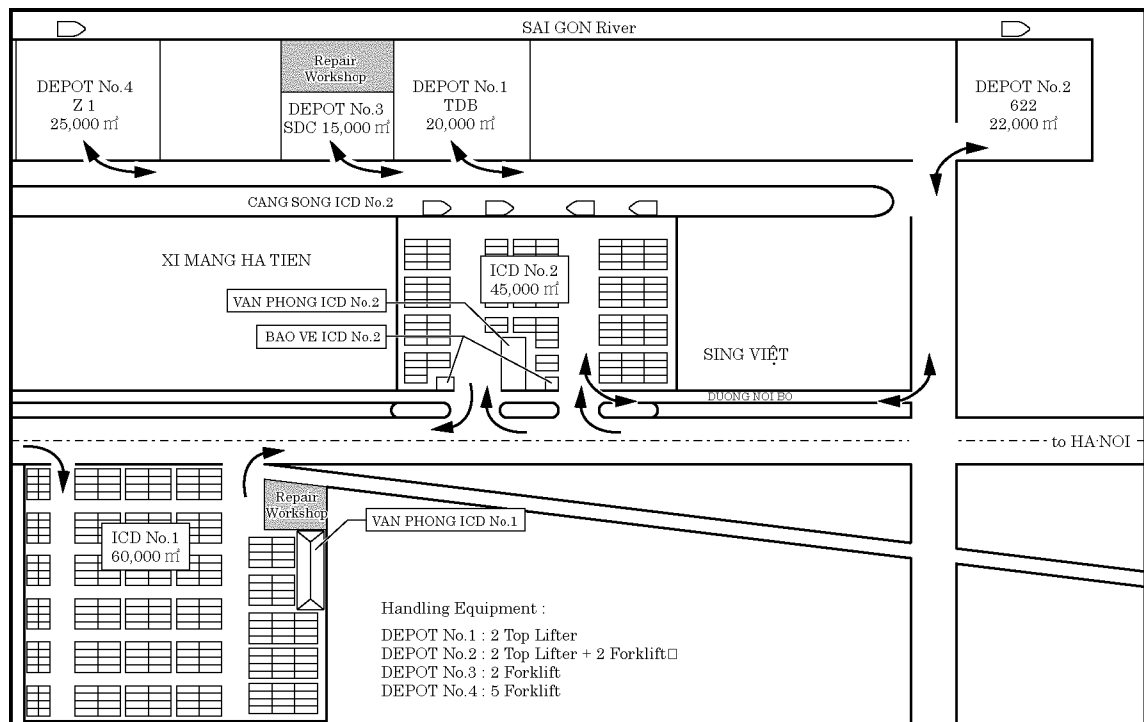 SAI GON River
DEPOT No.4
Z 1
25,000 ㎡
Repair
Workshop
DEPOT No.3
SDC 15,000 ㎡
DEPOT No.1
TDB
20,000 ㎡
DEPOT No.2
622
22,000 ㎡
CANG SONG ICD No.2
XI MANG HA TIEN
ICD No.2
45,000 ㎡
VAN PHONG ICD No.2
BAO VE ICD No.2
SING VIỆT
DUONG NOI BO
to HA·NOI
Repair
Workshop
VAN PHONG ICD No.1
ICD No.1
60,000 ㎡
Handling Equipment :
DEPOT No.1 : 2 Top Lifter
DEPOT No.2 : 2 Top Lifter + 2 Forklift□
DEPOT No.3 : 2 Forklift
DEPOT No.4 : 5 Forklift